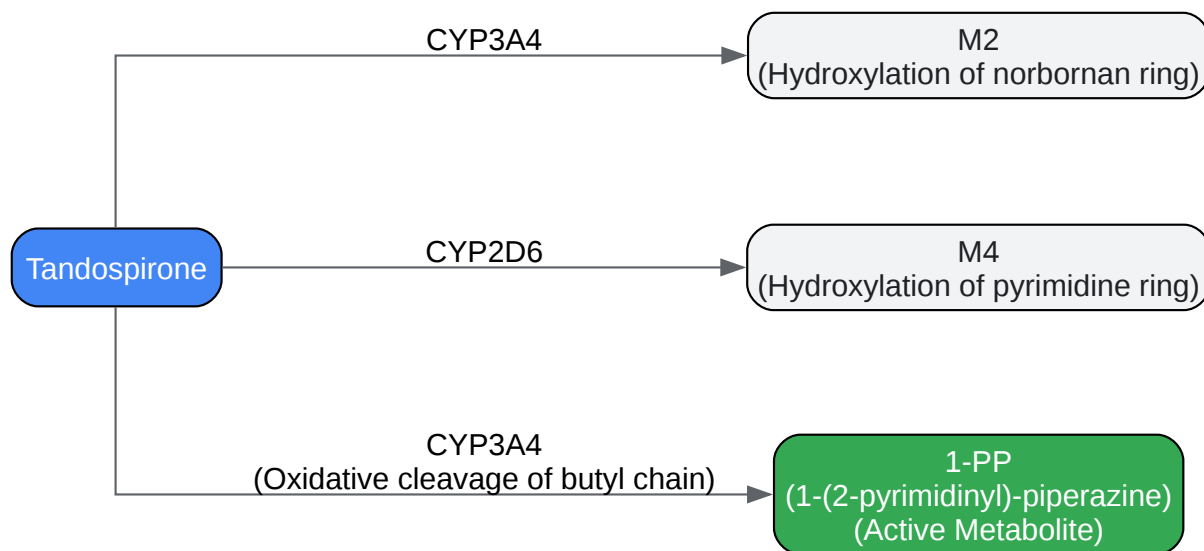 CYP3A4
M2
(Hydroxylation of norbornan ring)
Tandospirone
CYP2D6
M4
(Hydroxylation of pyrimidine ring)
CYP3A4
(Oxidative cleavage of butyl chain)
1-PP
(1-(2-pyrimidinyl)-piperazine)
(Active Metabolite)